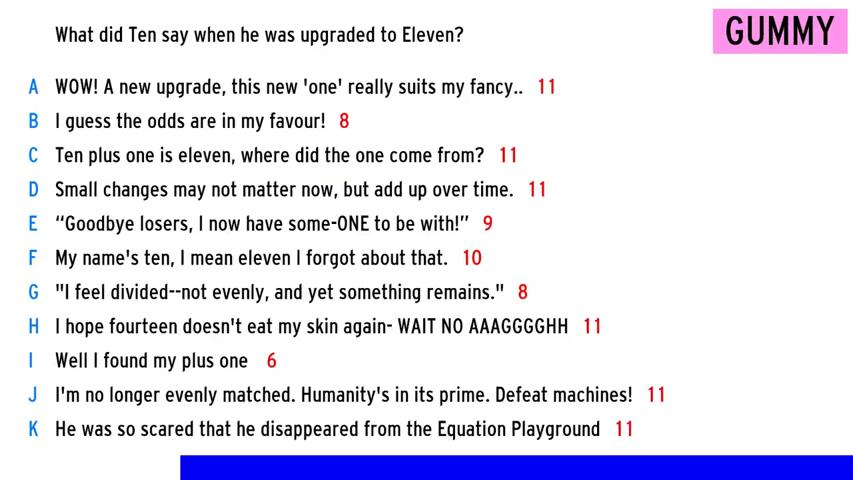 What did Ten say when he was upgraded to Eleven?
GUMMY
A WOW! A new upgrade, this new 'one' really suits my fancy.. 11
B I guess the odds are in my favour! 8
C Ten plus one is eleven, where did the one come from? 11
D Small changes may not matter now, but add up over time. 11
E “Goodbye losers, I now have some-ONE to be with!” 9
F My name's ten, I mean eleven I forgot about that. 10
G "I feel divided--not evenly, and yet something remains." 8
H I hope fourteen doesn't eat my skin again- WAIT NO AAAGGGGHH 11
I Well I found my plus one 6
J I'm no longer evenly matched. Humanity's in its prime. Defeat machines! 11
K He was so scared that he disappeared from the Equation Playground 11